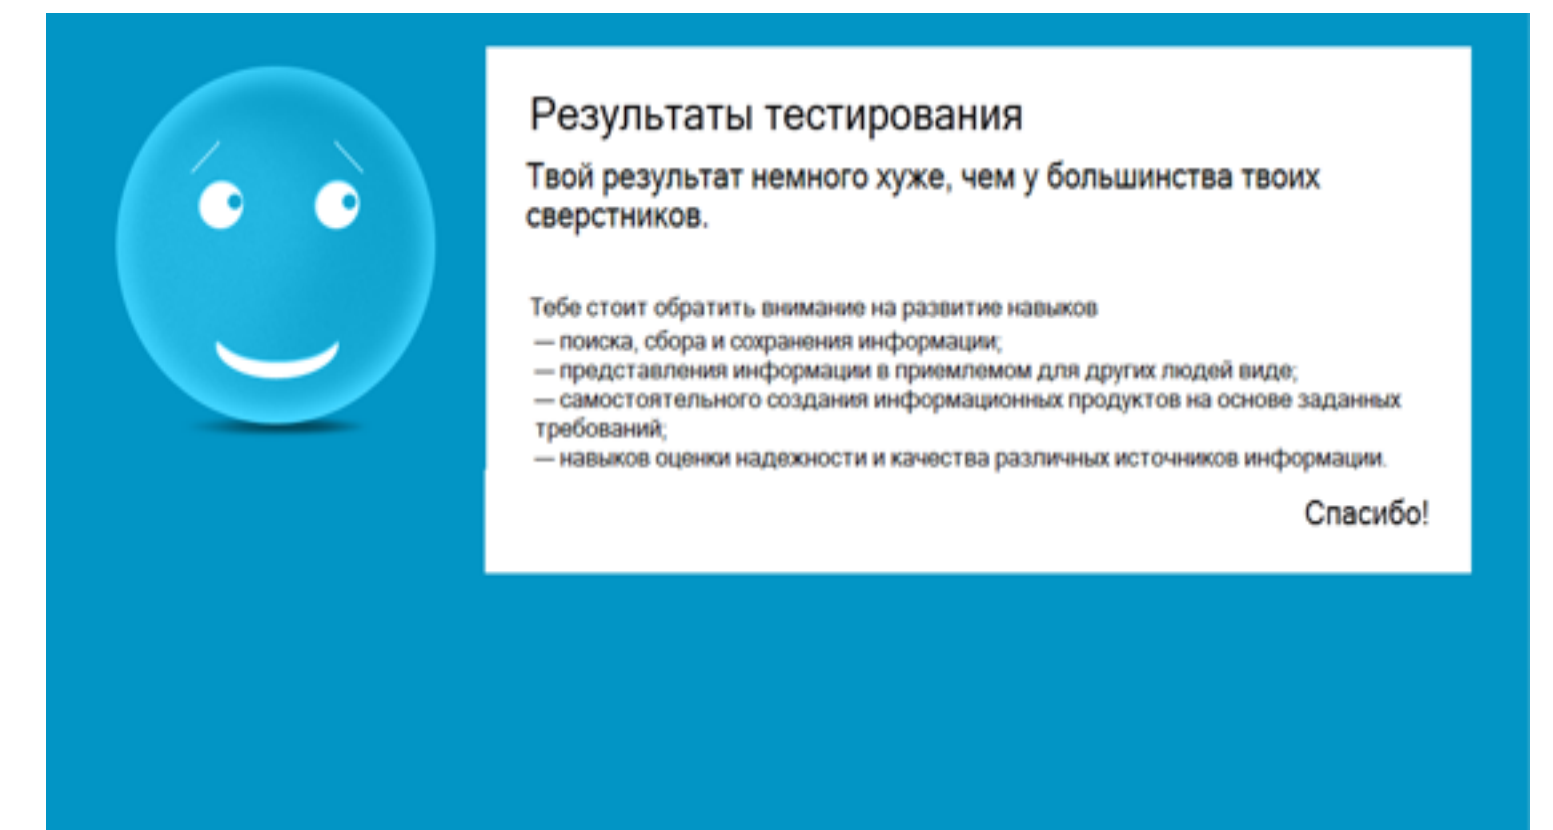 Результаты тестирования
Твой результат немного хуже, чем у большинства твоих
сверстников.
Тебе стоит обратить внимание на развитие навыков
— поиска, сбора и сохранения информации;
— представления информации в приемлемом для других людей виде;
— самостоятельного создания информационных продуктов на основе заданных
требований;
— навыков оценки надежности и качества различных источников информации.
Спасибо!